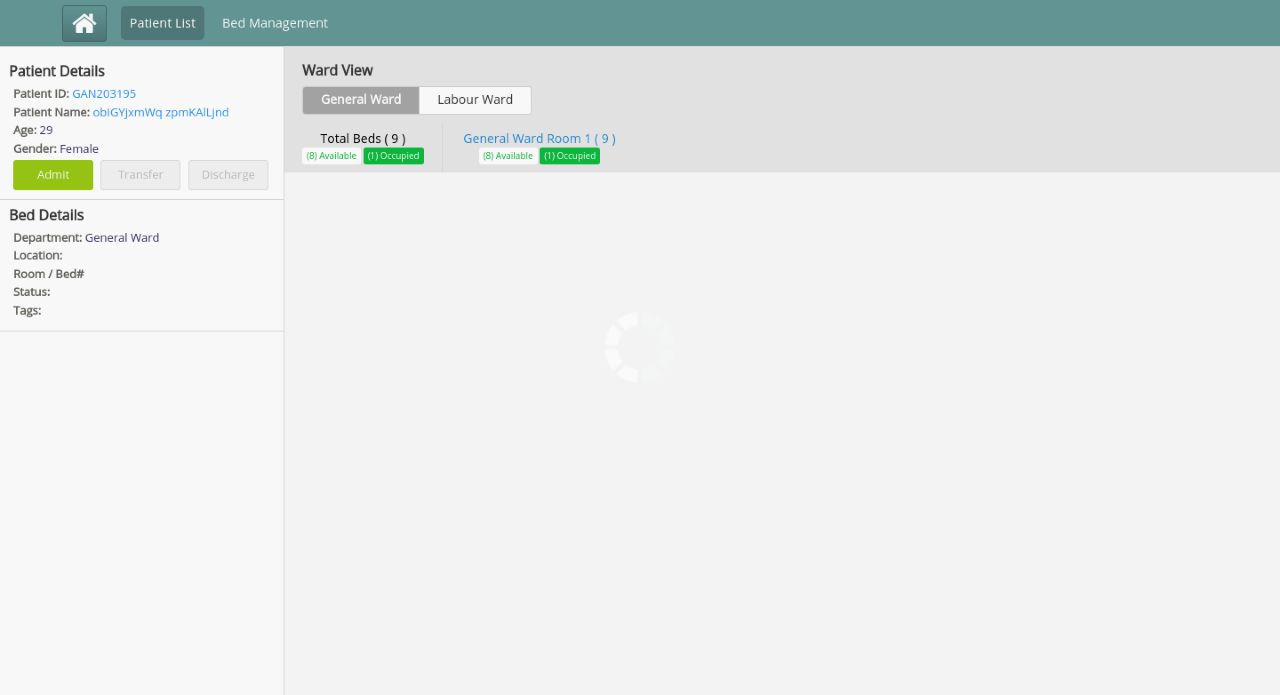 Patient List
Bed Management
Patient Details
Patient ID: GAN203195
Patient Name: obIGYjxmWq zpmKAlLjnd
Age: 29
Gender: Female
Admit
Transfer
Discharge
Bed Details
Department: General Ward
Location:
Room / Bed#
Status:
Tags:
Ward View
General Ward
Labour Ward
Total Beds ( 9 )
(8) Available (1) Occupied
General Ward Room 1 ( 9 )
(8) Available (1) Occupied